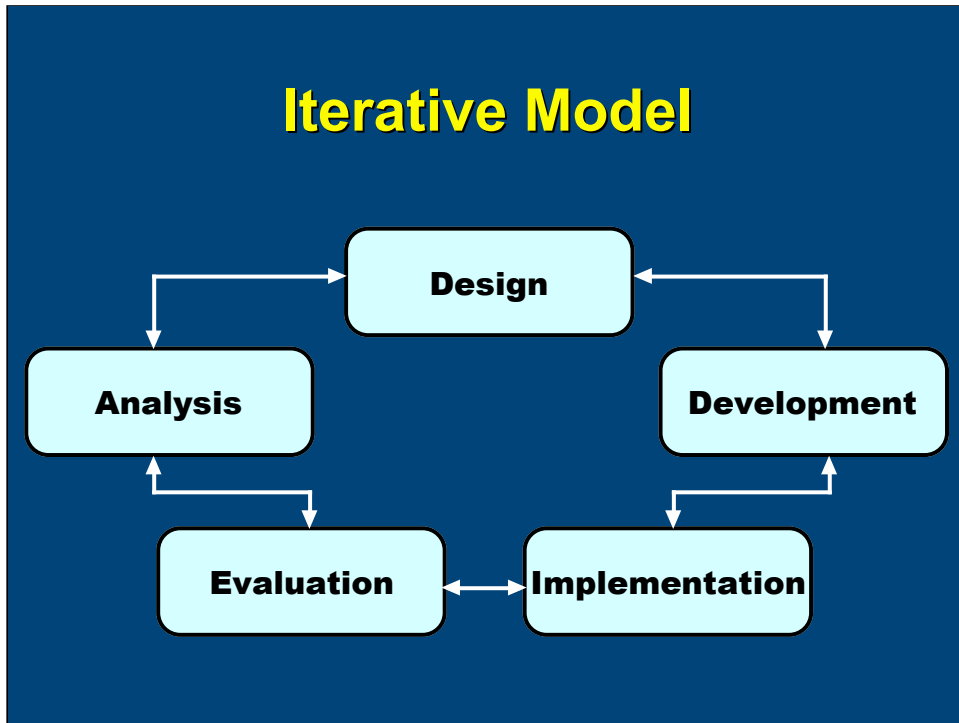 Iterative Model
Design
Analysis
Development
Evaluation
Implementation